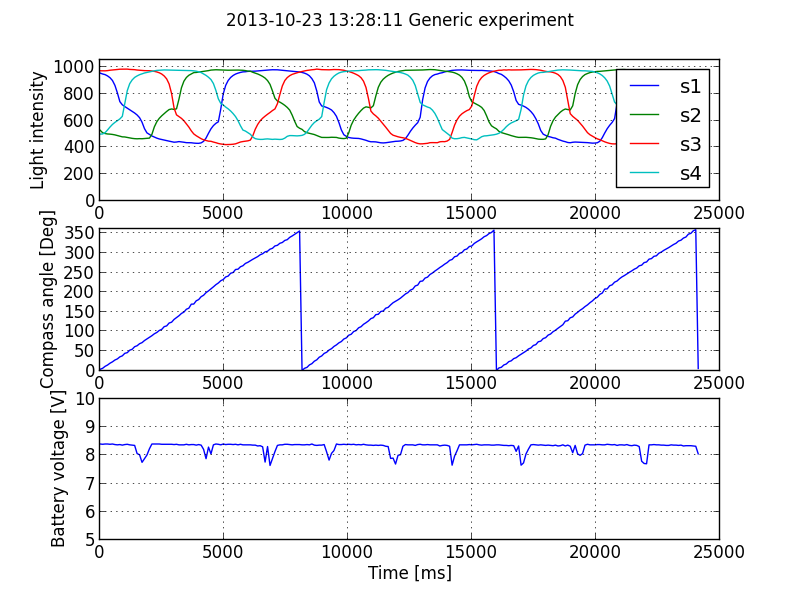 2013-10-23 13:28:11 Generic experiment
Light intensity
1000
800
600
400
200
0
s1
s2
s3
s4
0 5000 10000 15000 20000 25000
Compass angle [Deg]
350
300
250
200
150
100
50
0
0 5000 10000 15000 20000 25000
Battery voltage [V]
10
9
8
7
6
5
0 5000 10000 15000 20000 25000
Time [ms]